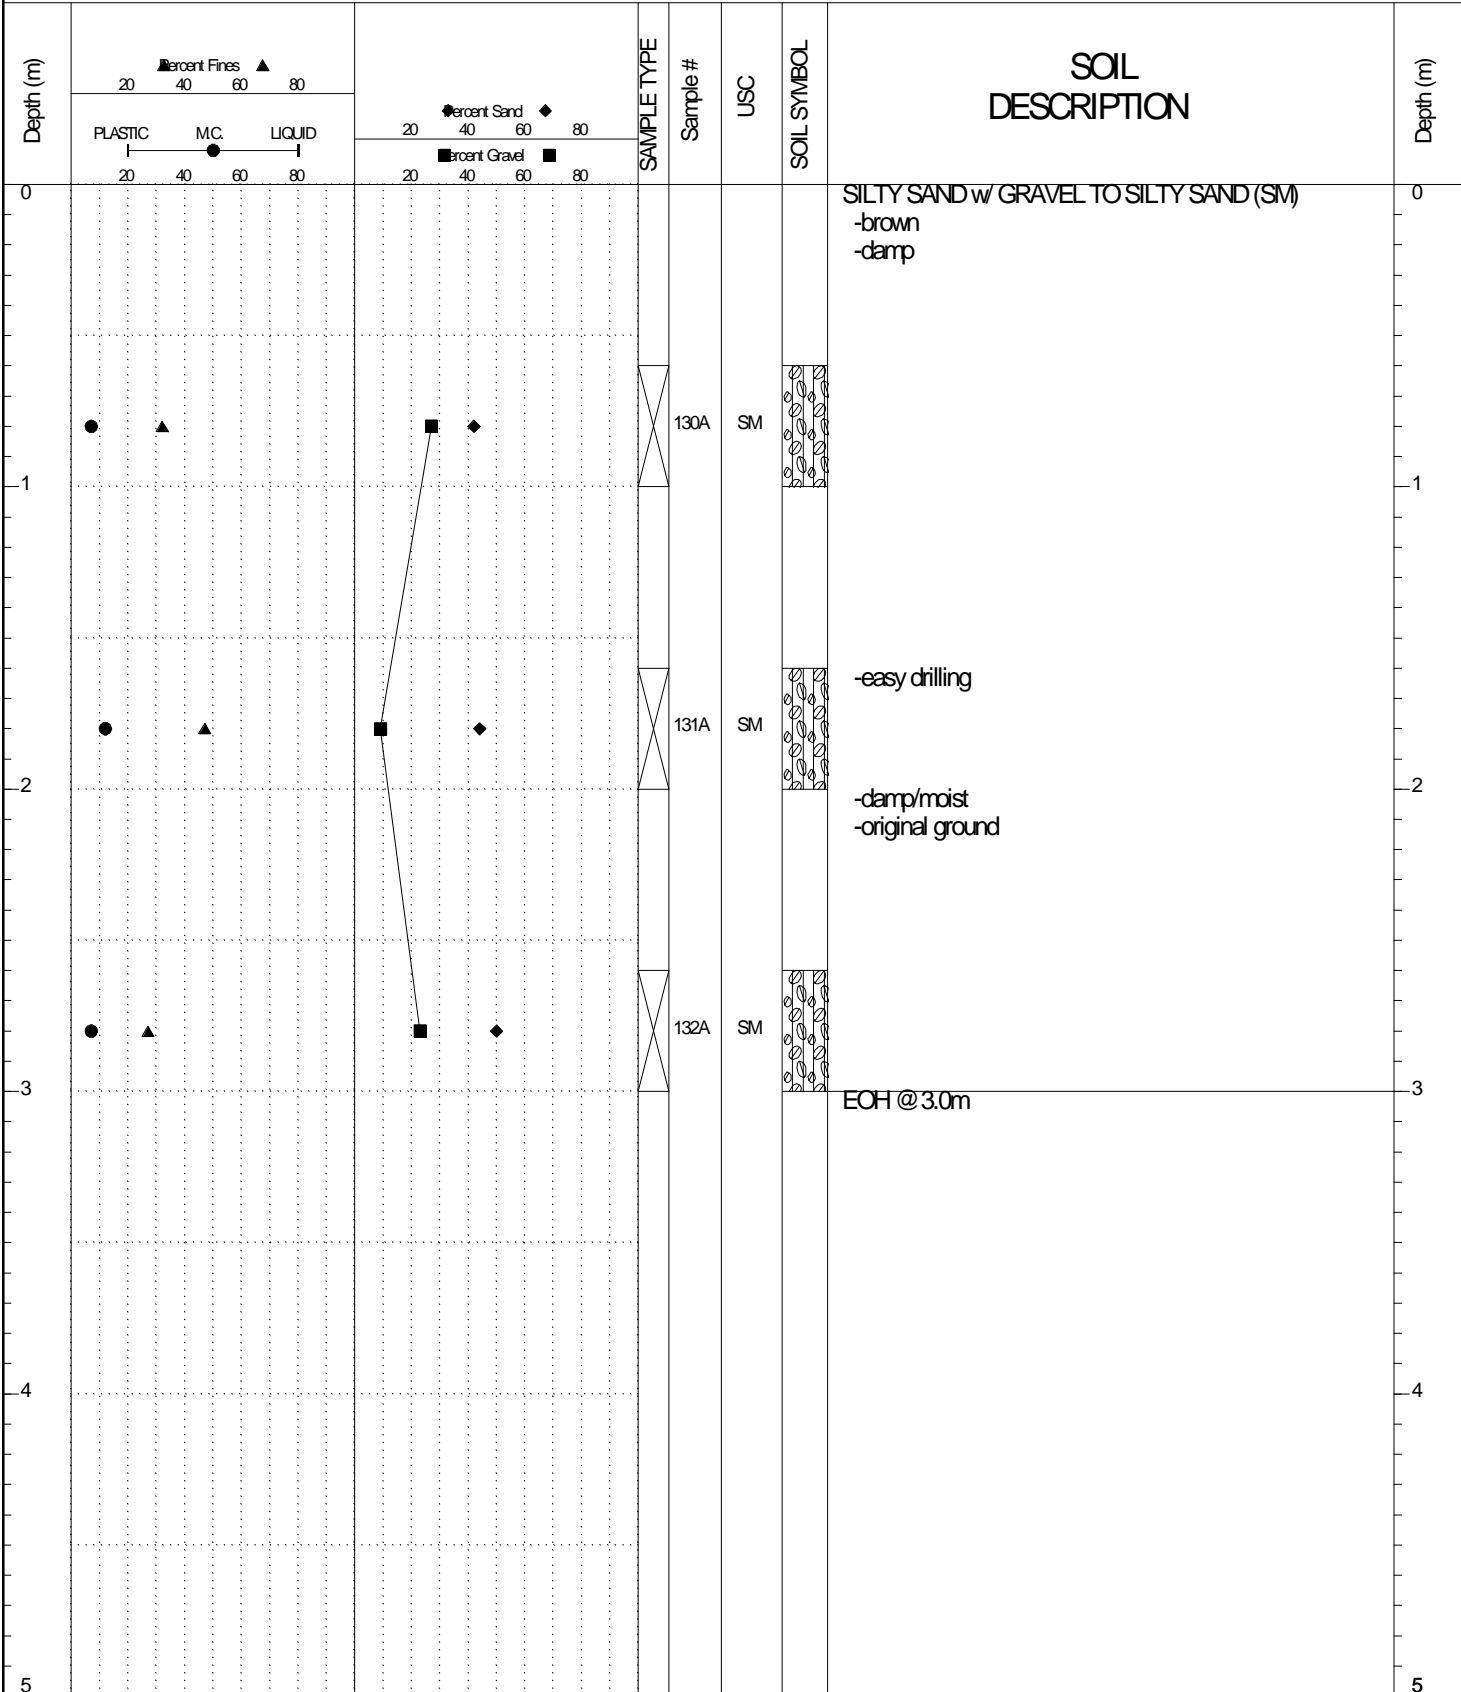 Depth (m)
Percent Fines
20 40 60 80
PLASTIC M.C. LIQUID
20 40 60 80
Percent Sand
20 40 60 80
Percent Gravel
20 40 60 80
SAMPLE TYPE
Sample #
USC
SOIL SYMBOL
SOIL
DESCRIPTION
Depth (m)
0 0
SILTY SAND w/ GRAVEL TO SILTY SAND (SM)
-brown
-damp
130A SM
1 1
-easy drilling
131A SM
2 2
-damp/moist
-original ground
132A SM
3 3
EOH @ 3.0m
4 4
5 5